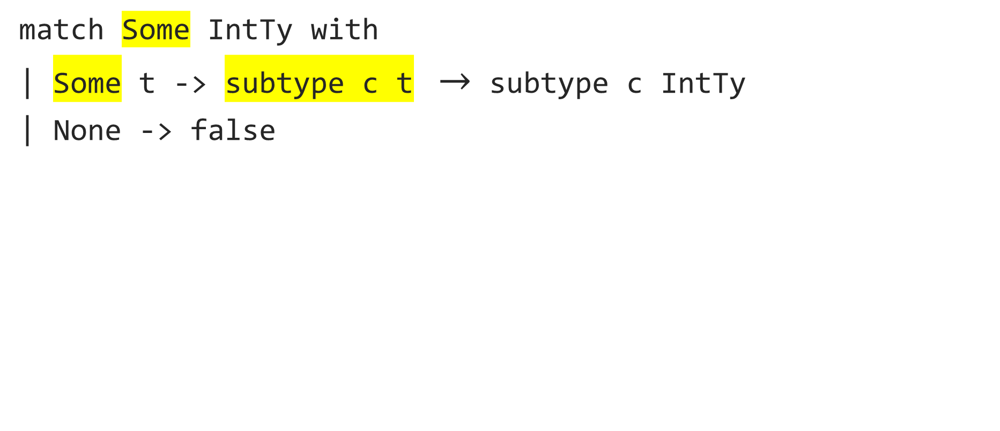 match Some IntTy with
| Some t -> subtype c t → subtype c IntTy
| None -> false